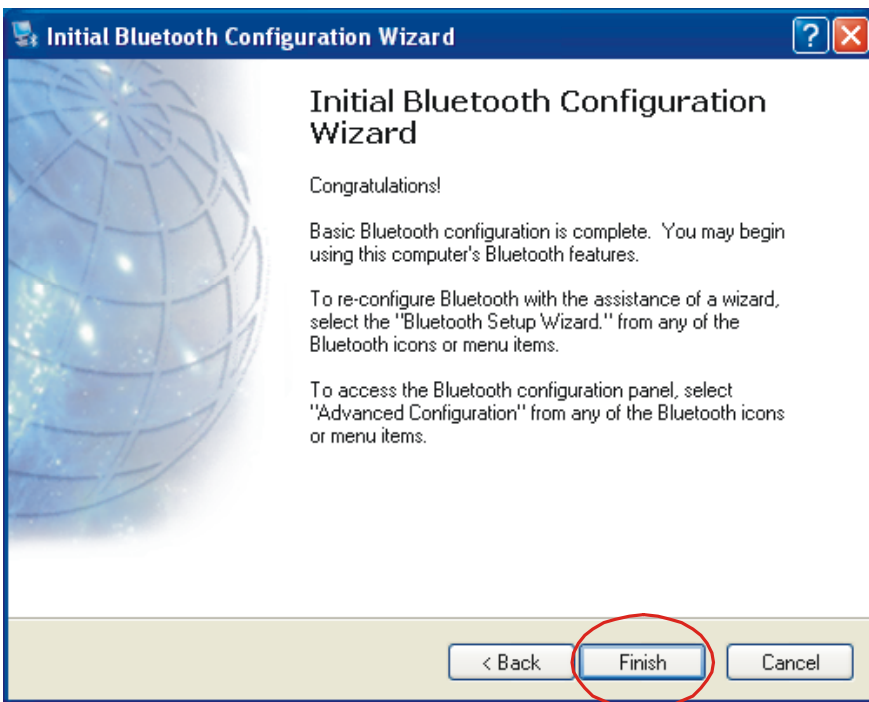 Initial Bluetooth Configuration Wizard
?
Initial Bluetooth Configuration
Wizard
Congratulations!
Basic Bluetooth configuration is complete. You may begin
using this computer's Bluetooth features.
To re-configure Bluetooth with the assistance of a wizard,
select the "Bluetooth Setup Wizard." from any of the
Bluetooth icons or menu items.
To access the Bluetooth configuration panel, select
"Advanced Configuration" from any of the Bluetooth icons
or menu items.
< Back
Finish
Cancel